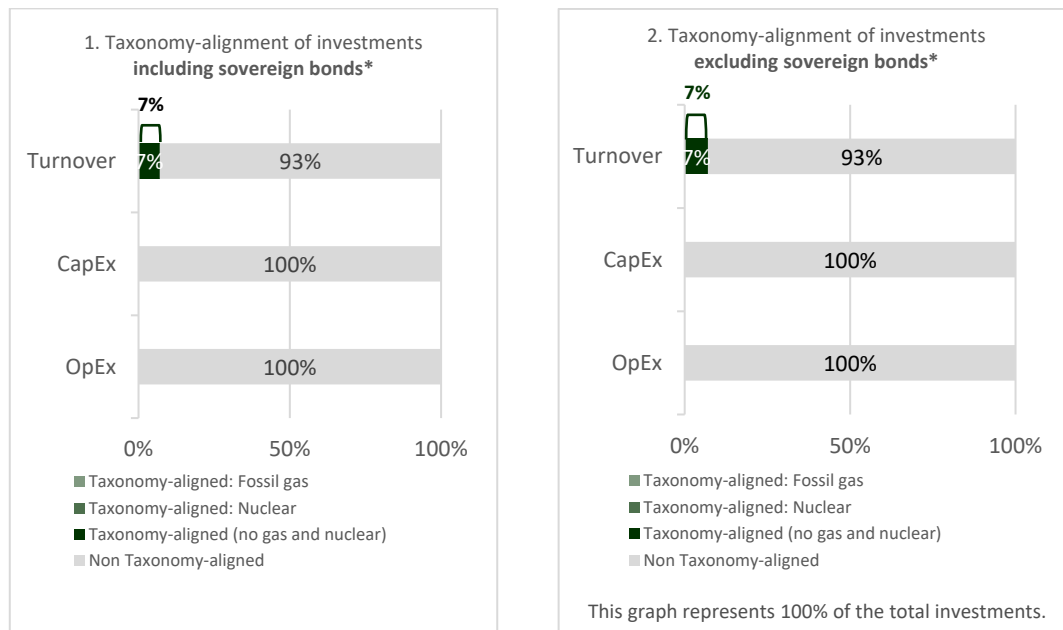 1. Taxonomy-alignment of investments
including sovereign bonds*
7%
Turnover
7%
93%
CapEx
100%
OpEx
100%
0%
50%
100%
Taxonomy-aligned: Fossil gas
Taxonomy-aligned: Nuclear
Taxonomy-aligned (no gas and nuclear)
Non Taxonomy-aligned
2. Taxonomy-alignment of investments
excluding sovereign bonds*
7%
Turnover
7%
93%
CapEx
100%
OpEx
100%
0%
50%
100%
Taxonomy-aligned: Fossil gas
Taxonomy-aligned: Nuclear
Taxonomy-aligned (no gas and nuclear)
Non Taxonomy-aligned
This graph represents 100% of the total investments.